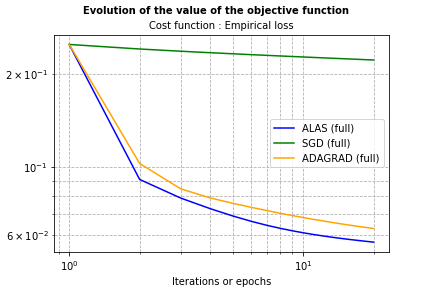 Evolution of the value of the objective function
Cost function : Empirical loss
2 × 10⁻¹
10⁻¹
6 × 10⁻²
ALAS (full)
SGD (full)
ADAGRAD (full)
10⁰ 10¹
Iterations or epochs